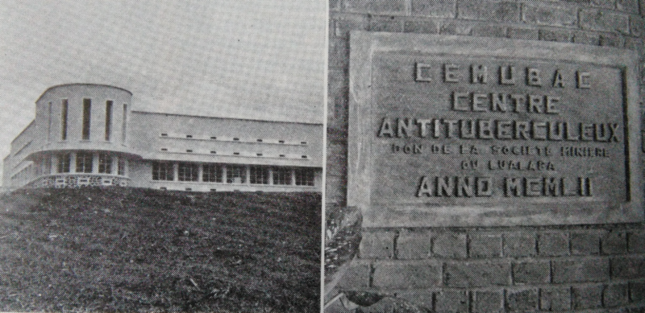 CEMUBAC
CENTRE
ANTITUBERCULEUX
DON DE LA SOCIETE MINIERE
DU LUALABA
ANNO MCMLII